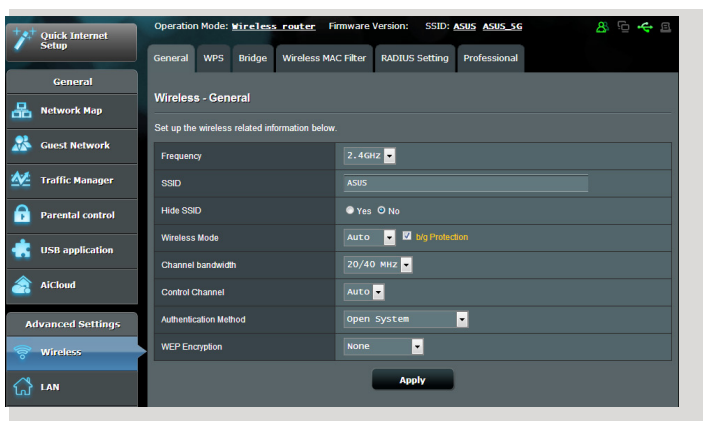 Operation Mode: Wireless router Firmware Version: SSID: ASUS ASUS_5G
Quick Internet Setup
General
Network Map
Guest Network
Traffic Manager
Parental control
USB application
AiCloud
Advanced Settings
Wireless
LAN
General WPS Bridge Wireless MAC Filter RADIUS Setting Professional
Wireless - General
Set up the wireless related information below.
Frequency 2.4GHz
SSID ASUS
Hide SSID Yes No
Wireless Mode Auto b/g Protection
Channel bandwidth 20/40 MHz
Control Channel Auto
Authentication Method Open System
WEP Encryption None
Apply